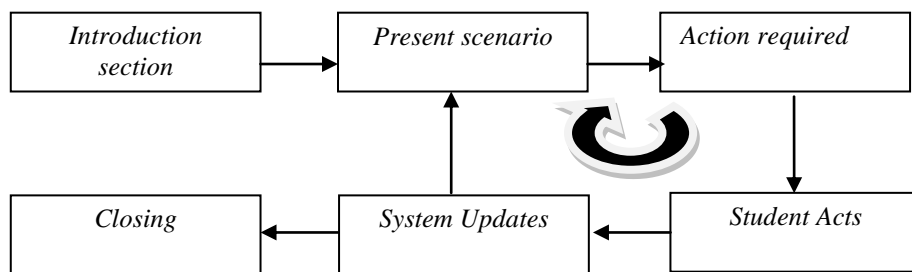 Introduction
section
Present scenario
Action required
Closing
System Updates
Student Acts